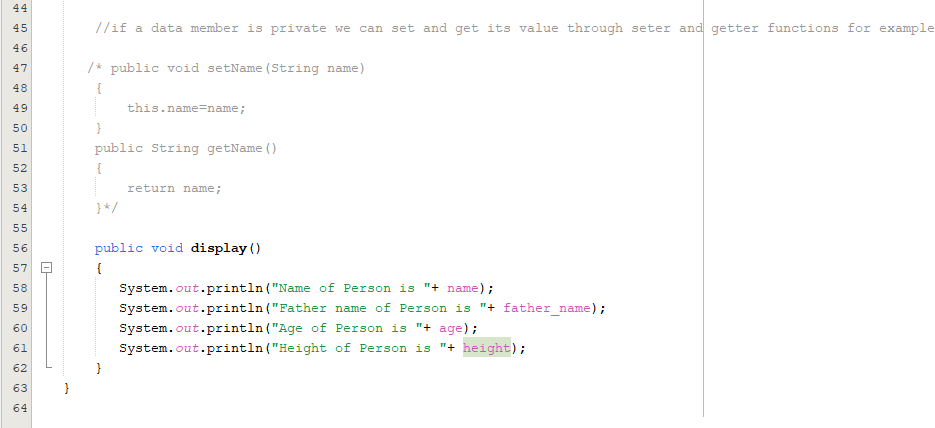 44
45 //if a data member is private we can set and get its value through seter and getter functions for example
46
47 /* public void setName(String name)
48 {
49 this.name=name;
50 }
51 public String getName()
52 {
53 return name;
54 }*/
55
56 public void display()
57 {
58 System.out.println("Name of Person is "+ name);
59 System.out.println("Father name of Person is "+ father_name);
60 System.out.println("Age of Person is "+ age);
61 System.out.println("Height of Person is "+ height);
62 }
63 }
64